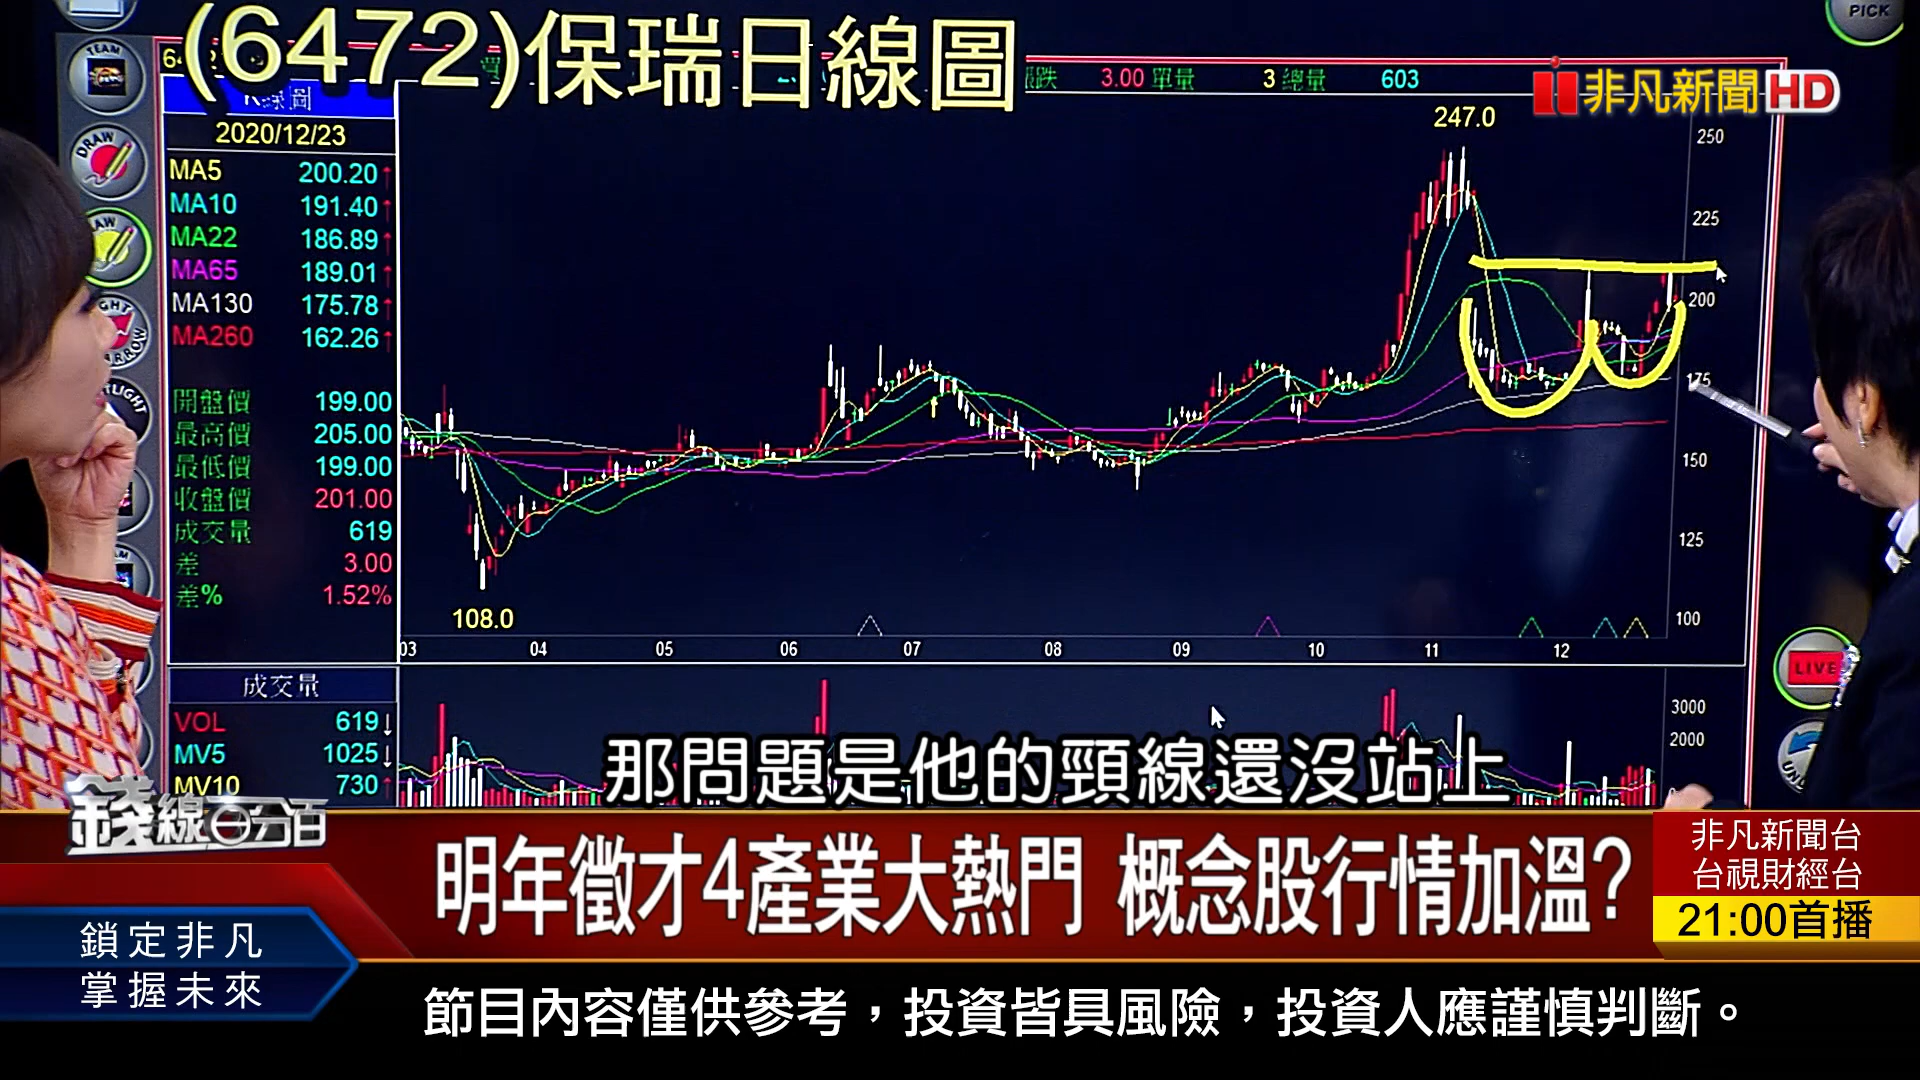 (6472)保瑞日線圖
PICK
TEAM
漲跌 3.00 單量 3 總量 603
非凡新聞HD
K線圖
2020/12/23
MA5 200.20↑
MA10 191.40↑
MA22 186.89↑
MA65 189.01↑
MA130 175.78↑
MA260 162.26↑
開盤價 199.00
最高價 205.00
最低價 199.00
收盤價 201.00
成交量 619
差 3.00
差% 1.52%
DRAW
247.0
108.0
250
225
200
175
150
125
100
03 04 05 06 07 08 09 10 11 12
成交量
VOL 619↓
MV5 1025↓
MV10 730↑
3000
2000
LIVE
那問題是他的頸線還沒站上
錢線百分百
明年徵才4產業大熱門 概念股行情加溫?
非凡新聞台
台視財經台
21:00首播
鎖定非凡
掌握未來
節目內容僅供參考，投資皆具風險，投資人應謹慎判斷。